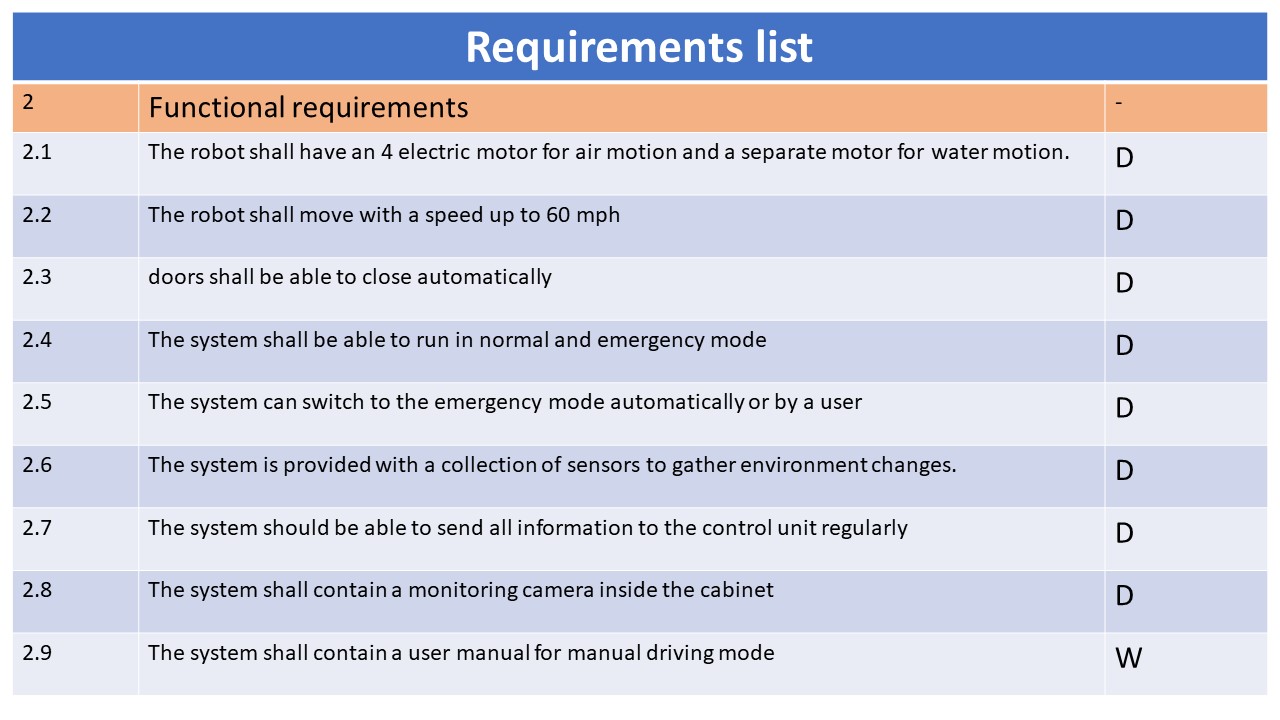 Requirements list
2 Functional requirements -
2.1 The robot shall have an 4 electric motor for air motion and a separate motor for water motion. D
2.2 The robot shall move with a speed up to 60 mph D
2.3 doors shall be able to close automatically D
2.4 The system shall be able to run in normal and emergency mode D
2.5 The system can switch to the emergency mode automatically or by a user D
2.6 The system is provided with a collection of sensors to gather environment changes. D
2.7 The system should be able to send all information to the control unit regularly D
2.8 The system shall contain a monitoring camera inside the cabinet D
2.9 The system shall contain a user manual for manual driving mode W